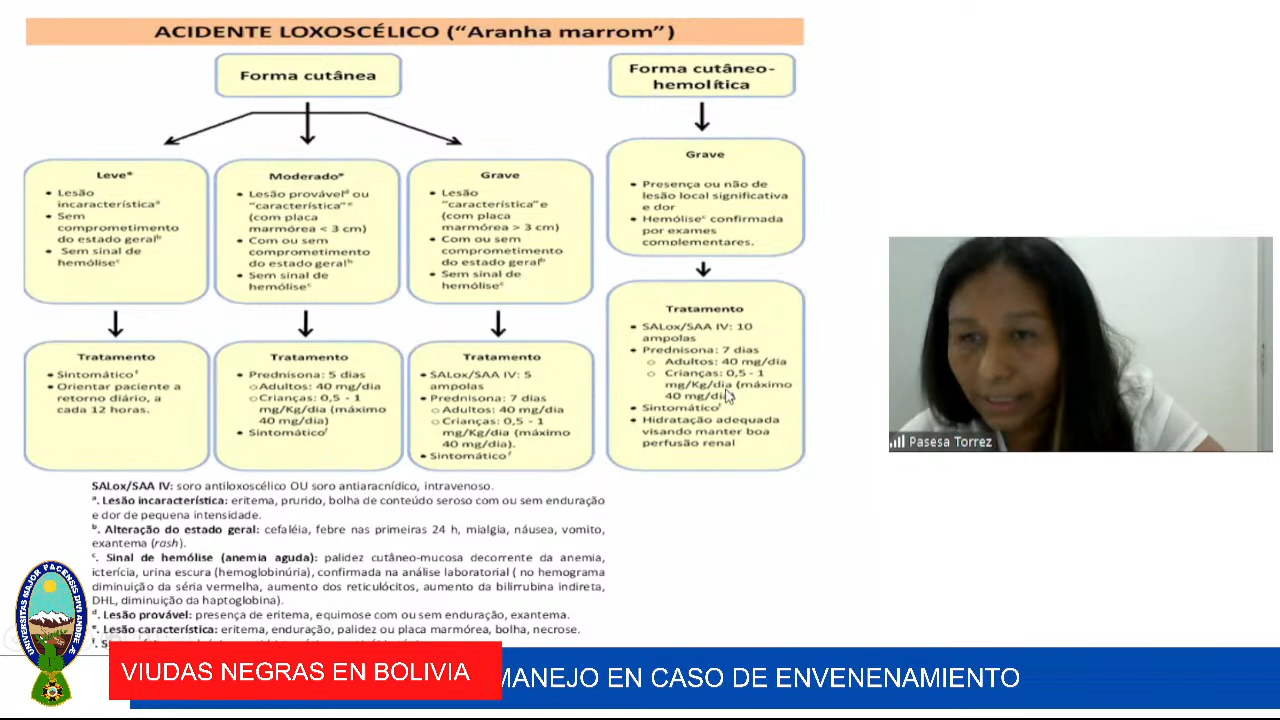 ACIDENTE LOXOSCÉLICO ("Aranha marrom")
Forma cutânea
Forma cutâneo-
hemolítica
Leve*
• Lesão
incaracterísticaª
• Sem
comprometimento
do estado geralᵇ
• Sem sinal de
hemóliseᶜ
Moderado*
• Lesão provávelᵈ ou
"característica"ᵉ
(com placa
marmórea < 3 cm)
• Com ou sem
comprometimento
do estado geralᵇ
• Sem sinal de
hemóliseᶜ
Grave
• Lesão
"característica"e
(com placa
marmórea > 3 cm)
• Com ou sem
comprometimento
do estado geralᵇ
• Sem sinal de
hemóliseᶜ
Grave
• Presença ou não de
lesão local significativa
e dor
• Hemóliseᶜ confirmada
por exames
complementares.
Tratamento
• Sintomáticoᶠ
• Orientar paciente a
retorno diário, a
cada 12 horas.
Tratamento
• Prednisona: 5 dias
○ Adultos: 40 mg/dia
○ Crianças: 0,5 - 1
mg/Kg/dia (máximo
40 mg/dia)
• Sintomáticoᶠ
Tratamento
• SALox/SAA IV: 5
ampolas
• Prednisona: 7 dias
○ Adultos: 40 mg/dia
○ Crianças: 0,5 - 1
mg/Kg/dia (máximo
40 mg/dia).
• Sintomático ᶠ
Tratamento
• SALox/SAA IV: 10
ampolas
• Prednisona: 7 dias
○ Adultos: 40 mg/dia
○ Crianças: 0,5 - 1
mg/Kg/dia (máximo
40 mg/dia
• Sintomáticoᶠ
• Hidratação adequada
visando manter boa
perfusão renal
SALox/SAA IV: soro antiloxoscélico OU soro antiaracnídico, intravenoso.
ª. Lesão incaracterística: eritema, prurido, bolha de conteúdo seroso com ou sem enduração
e dor de pequena intensidade.
ᵇ. Alteração do estado geral: cefaléia, febre nas primeiras 24 h, mialgia, náusea, vomito,
exantema (rash).
ᶜ. Sinal de hemólise (anemia aguda): palidez cutâneo-mucosa decorrente da anemia,
icterícia, urina escura (hemoglobinúria), confirmada na análise laboratorial ( no hemograma
diminuição da séria vermelha, aumento dos reticulócitos, aumento da bilirrubina indireta,
DHL, diminuição da haptoglobina).
ᵈ. Lesão provável: presença de eritema, equimose com ou sem enduração, exantema.
ᵉ. Lesão característica: eritema, enduração, palidez ou placa marmórea, bolha, necrose.
Pasesa Torrez
UNIVERSITAS MAJOR PACENSIS DIVI ANDRE Æ
VIUDAS NEGRAS EN BOLIVIA
MANEJO EN CASO DE ENVENENAMIENTO